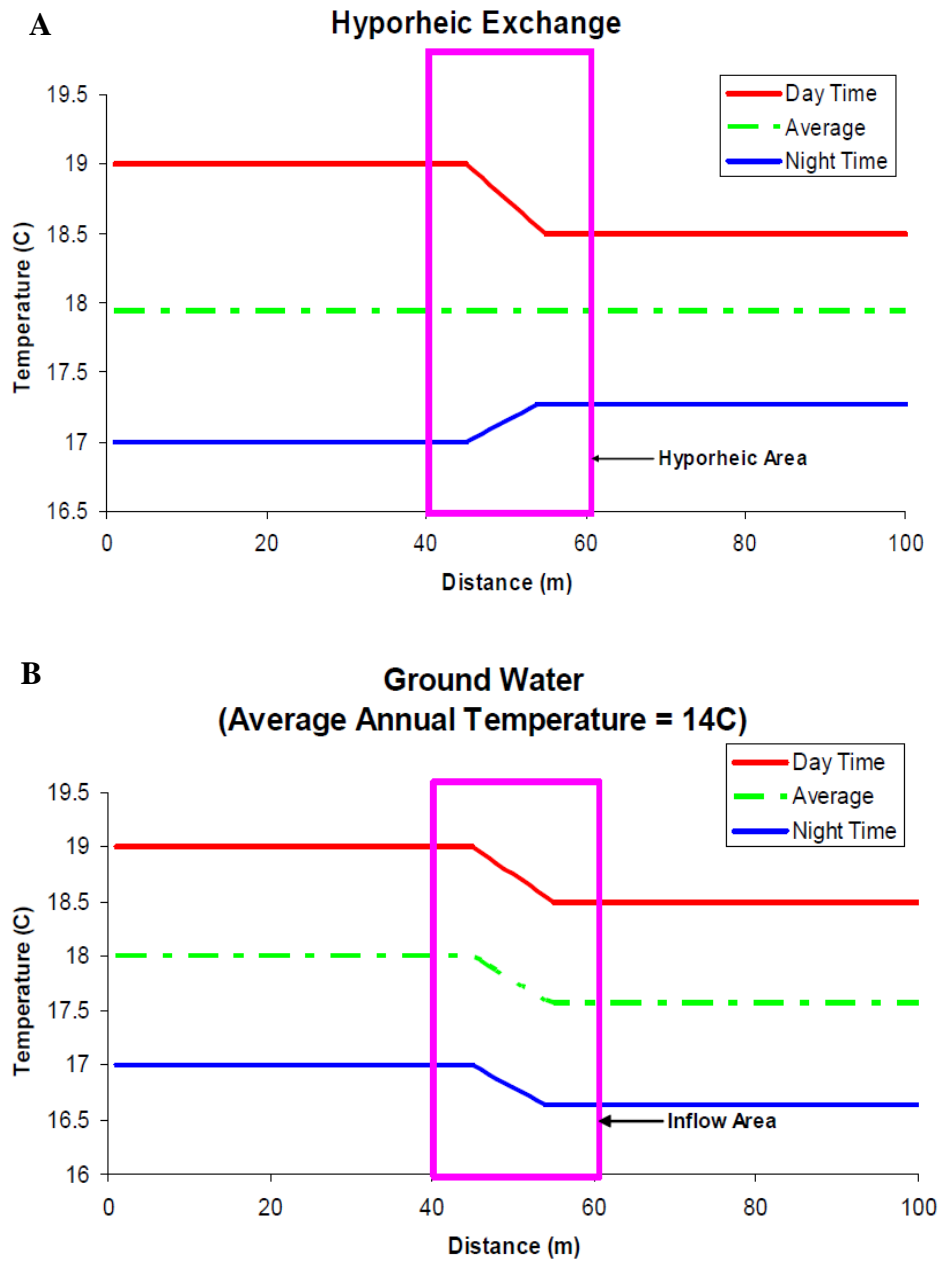 A
Hyporheic Exchange
Day Time
Average
Night Time
19.5
19
18.5
18
17.5
17
16.5
Temperature (C)
Hyporheic Area
0 20 40 60 80 100
Distance (m)
B
Ground Water
(Average Annual Temperature = 14C)
Day Time
Average
Night Time
19.5
19
18.5
18
17.5
17
16.5
16
Temperature (C)
Inflow Area
0 20 40 60 80 100
Distance (m)